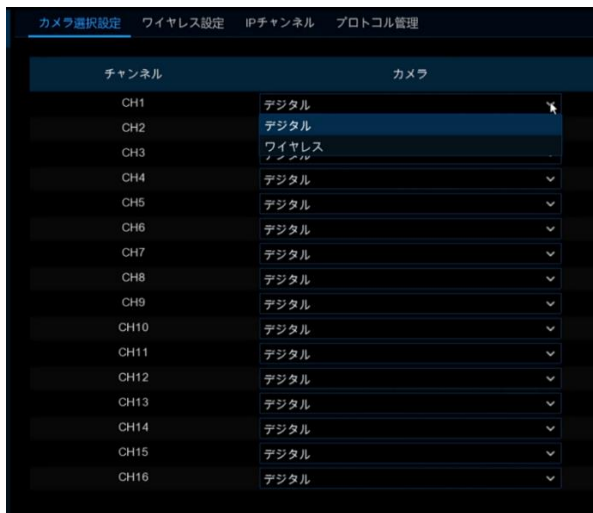 カメラ選択設定 ワイヤレス設定 IPチャンネル プロトコル管理
チャンネル カメラ
CH1 デジタル
CH2 デジタル
CH3 ワイヤレス
CH4 デジタル
CH5 デジタル
CH6 デジタル
CH7 デジタル
CH8 デジタル
CH9 デジタル
CH10 デジタル
CH11 デジタル
CH12 デジタル
CH13 デジタル
CH14 デジタル
CH15 デジタル
CH16 デジタル